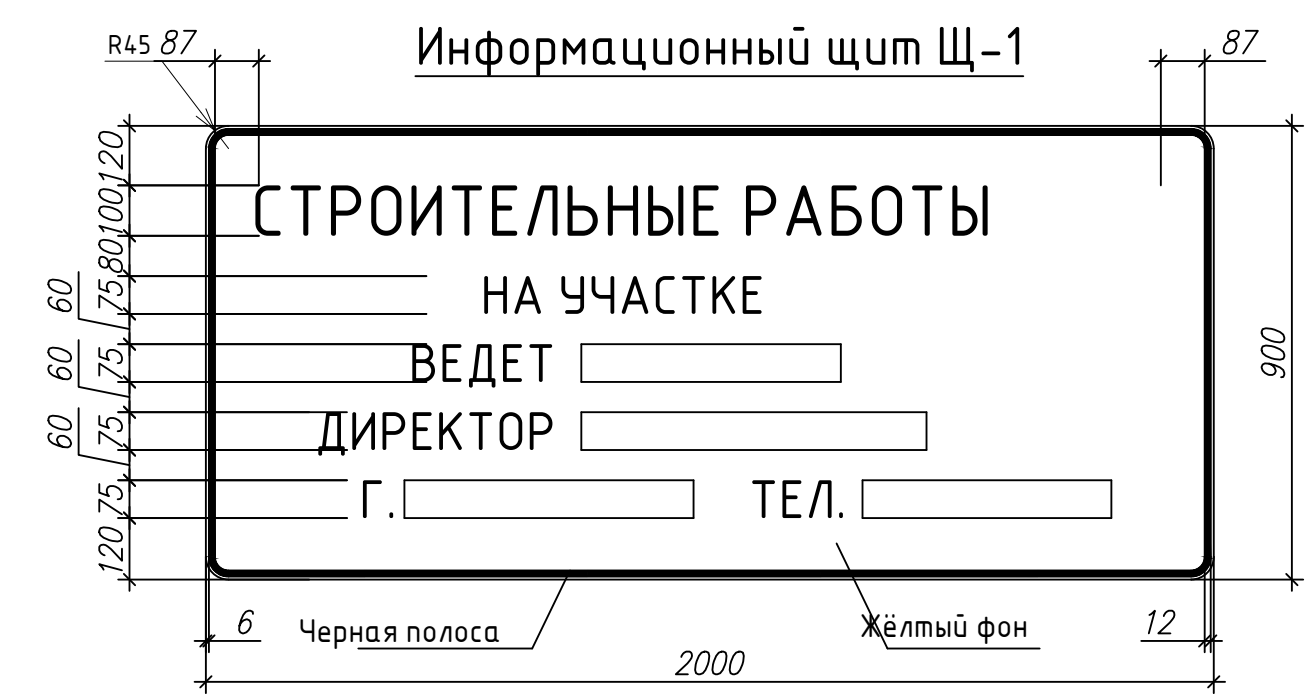 Информационный щит Щ-1
R45 87
87
120
100
80
75
60
75
60
75
60
75
120
900
СТРОИТЕЛЬНЫЕ РАБОТЫ
НА УЧАСТКЕ
ВЕДЕТ
ДИРЕКТОР
Г. ТЕЛ.
6
Черная полоса
Жёлтый фон
12
2000